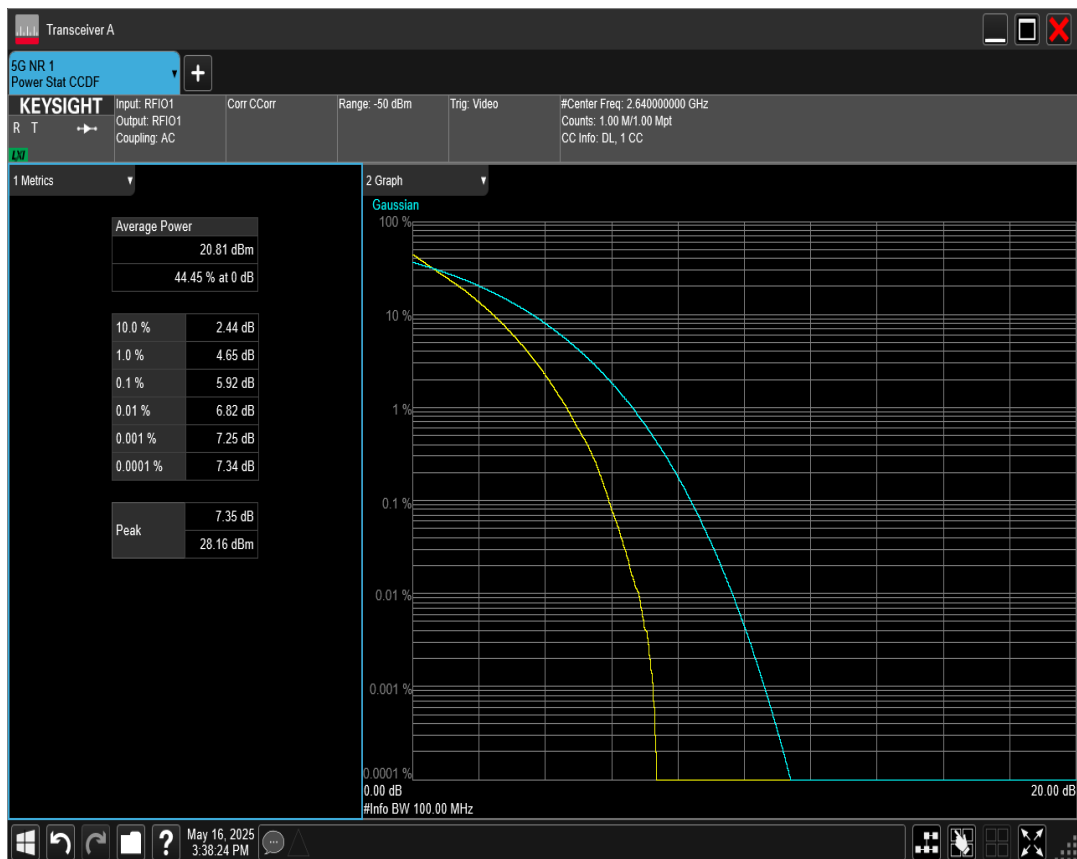 Transceiver A
5G NR 1
Power Stat CCDF
KEYSIGHT
R T
LXI
Input: RFIO1
Output: RFIO1
Coupling: AC
Corr CCorr
Range: -50 dBm
Trig: Video
#Center Freq: 2.640000000 GHz
Counts: 1.00 M/1.00 Mpt
CC Info: DL, 1 CC
1 Metrics
Average Power
20.81 dBm
44.45 % at 0 dB
10.0 % 2.44 dB
1.0 % 4.65 dB
0.1 % 5.92 dB
0.01 % 6.82 dB
0.001 % 7.25 dB
0.0001 % 7.34 dB
Peak 7.35 dB
28.16 dBm
2 Graph
Gaussian
100 %
10 %
1 %
0.1 %
0.01 %
0.001 %
0.0001 %
0.00 dB 20.00 dB
#Info BW 100.00 MHz
? May 16, 2025
3:38:24 PM